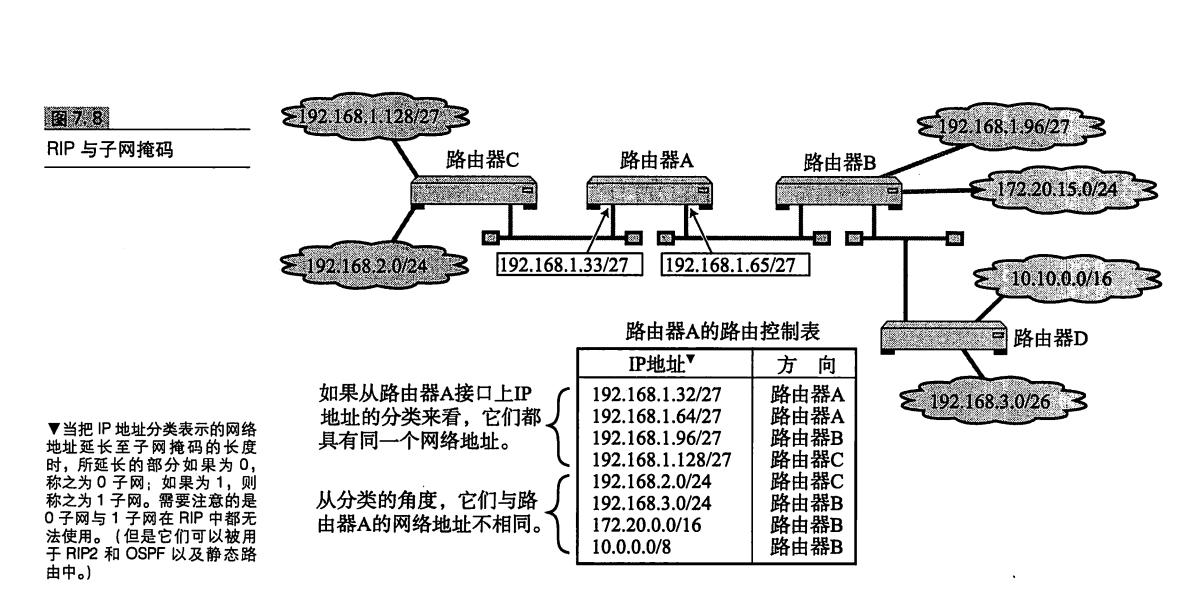 图 7.8
RIP 与子网掩码
192.168.1.128/27
路由器C
192.168.2.0/24
路由器A
192.168.1.33/27
192.168.1.65/27
路由器B
192.168.1.96/27
172.20.15.0/24
10.10.0.0/16
路由器D
192.168.3.0/26
路由器A的路由控制表
IP地址▼ 方 向
192.168.1.32/27 路由器A
192.168.1.64/27 路由器A
192.168.1.96/27 路由器B
192.168.1.128/27 路由器C
192.168.2.0/24 路由器C
192.168.3.0/24 路由器B
172.20.0.0/16 路由器B
10.0.0.0/8 路由器B
如果从路由器A接口上IP
地址的分类来看，它们都
具有同一个网络地址。
从分类的角度，它们与路
由器A的网络地址不相同。
▼当把 IP 地址分类表示的网络
地址延长至子网掩码的长度
时，所延长的部分如果为 0，
称之为 0 子网；如果为 1，则
称之为 1 子网。需要注意的是
0 子网与 1 子网在 RIP 中都无
法使用。（但是它们可以被用
于 RIP2 和 OSPF 以及静态路
由中。）